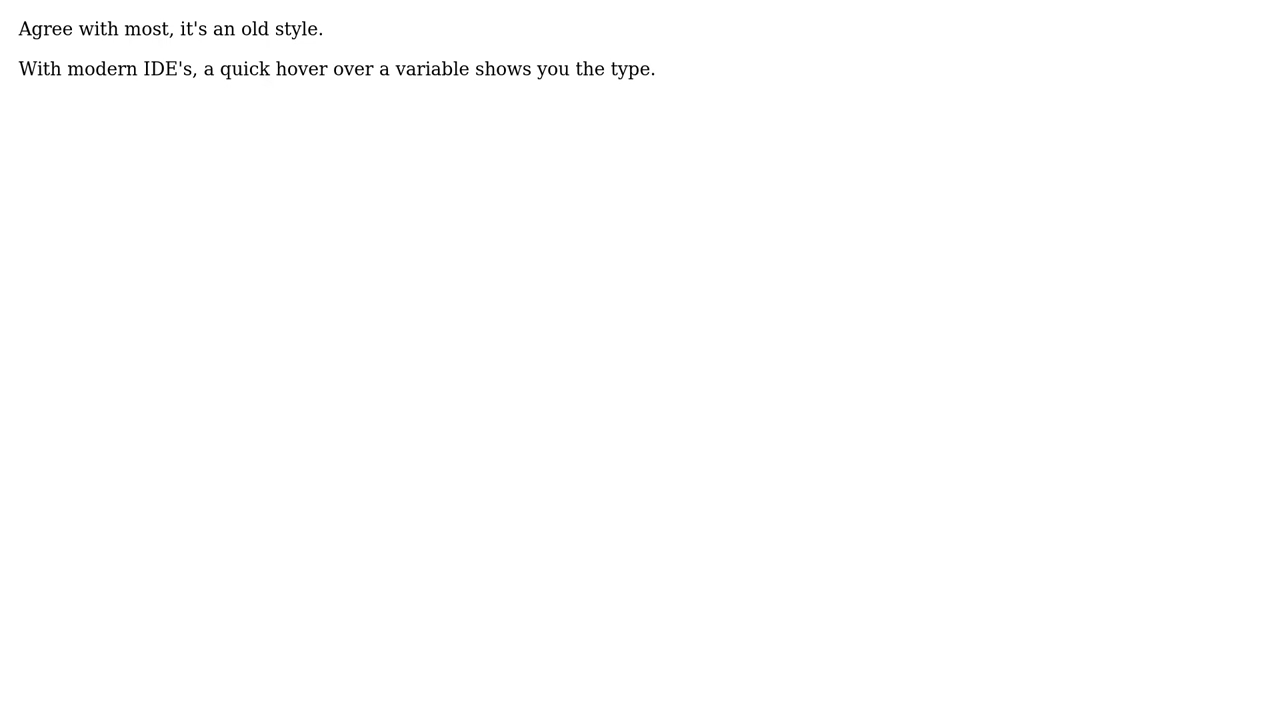 Agree with most, it's an old style.
With modern IDE's, a quick hover over a variable shows you the type.